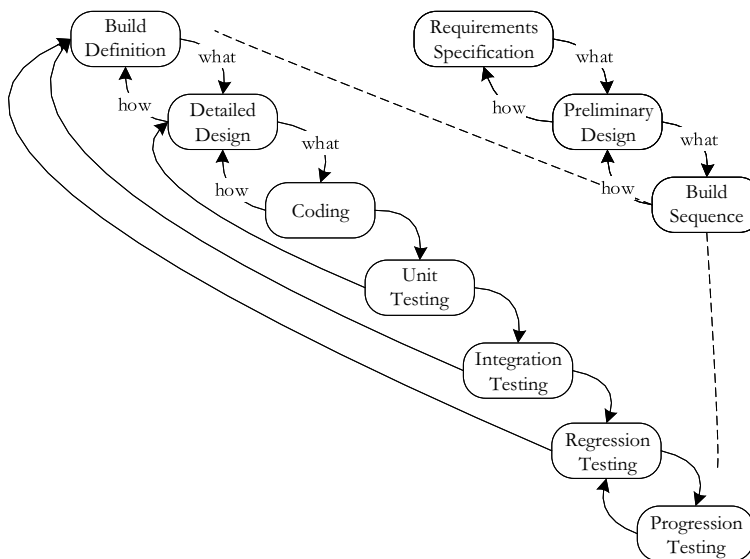 Build
Definition
what
how
Detailed
Design
what
how
Coding
Unit
Testing
Integration
Testing
Regression
Testing
Progression
Testing
Requirements
Specification
what
how
Preliminary
Design
what
how
Build
Sequence